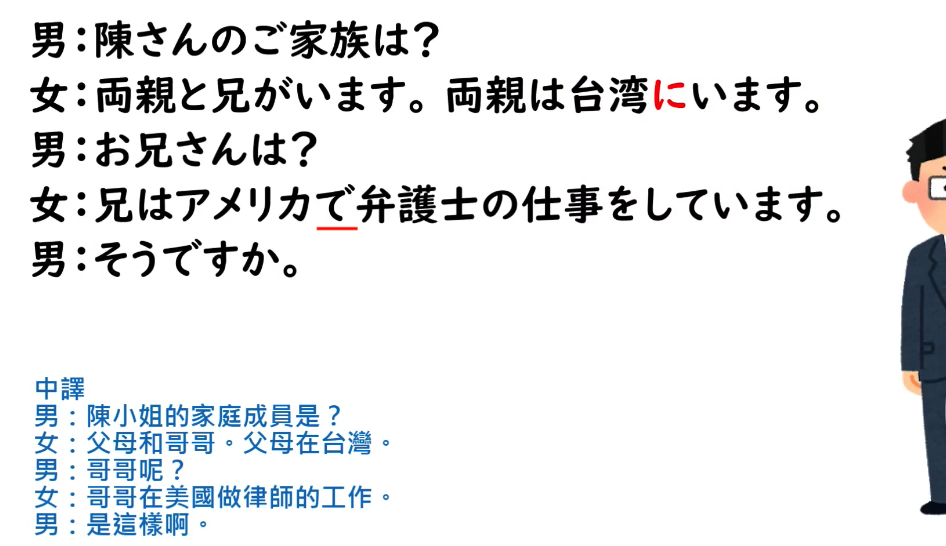 男：陳さんのご家族は？
女：両親と兄がいます。両親は台湾にいます。
男：お兄さんは？
女：兄はアメリカで弁護士の仕事をしています。
男：そうですか。
中譯
男：陳小姐的家庭成員是？
女：父母和哥哥。父母在台灣。
男：哥哥呢？
女：哥哥在美國做律師的工作。
男：是這樣啊。